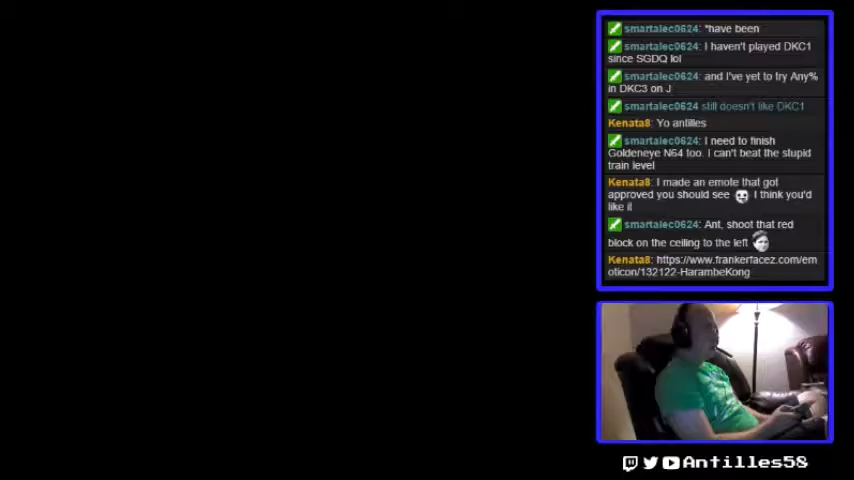 smartalec0624: *have been
smartalec0624: I haven't played DKC1
since SGDQ lol
smartalec0624: and I've yet to try Any%
in DKC3 on J
smartalec0624 still doesn't like DKC1
Kenata8: Yo antilles
smartalec0624: I need to finish
Goldeneye N64 too. I can't beat the stupid
train level
Kenata8: I made an emote that got
approved you should see I think you'd
like it
smartalec0624: Ant, shoot that red
block on the ceiling to the left
Kenata8: https://www.frankerfacez.com/em
oticon/132122-HarambeKong
Antilles58